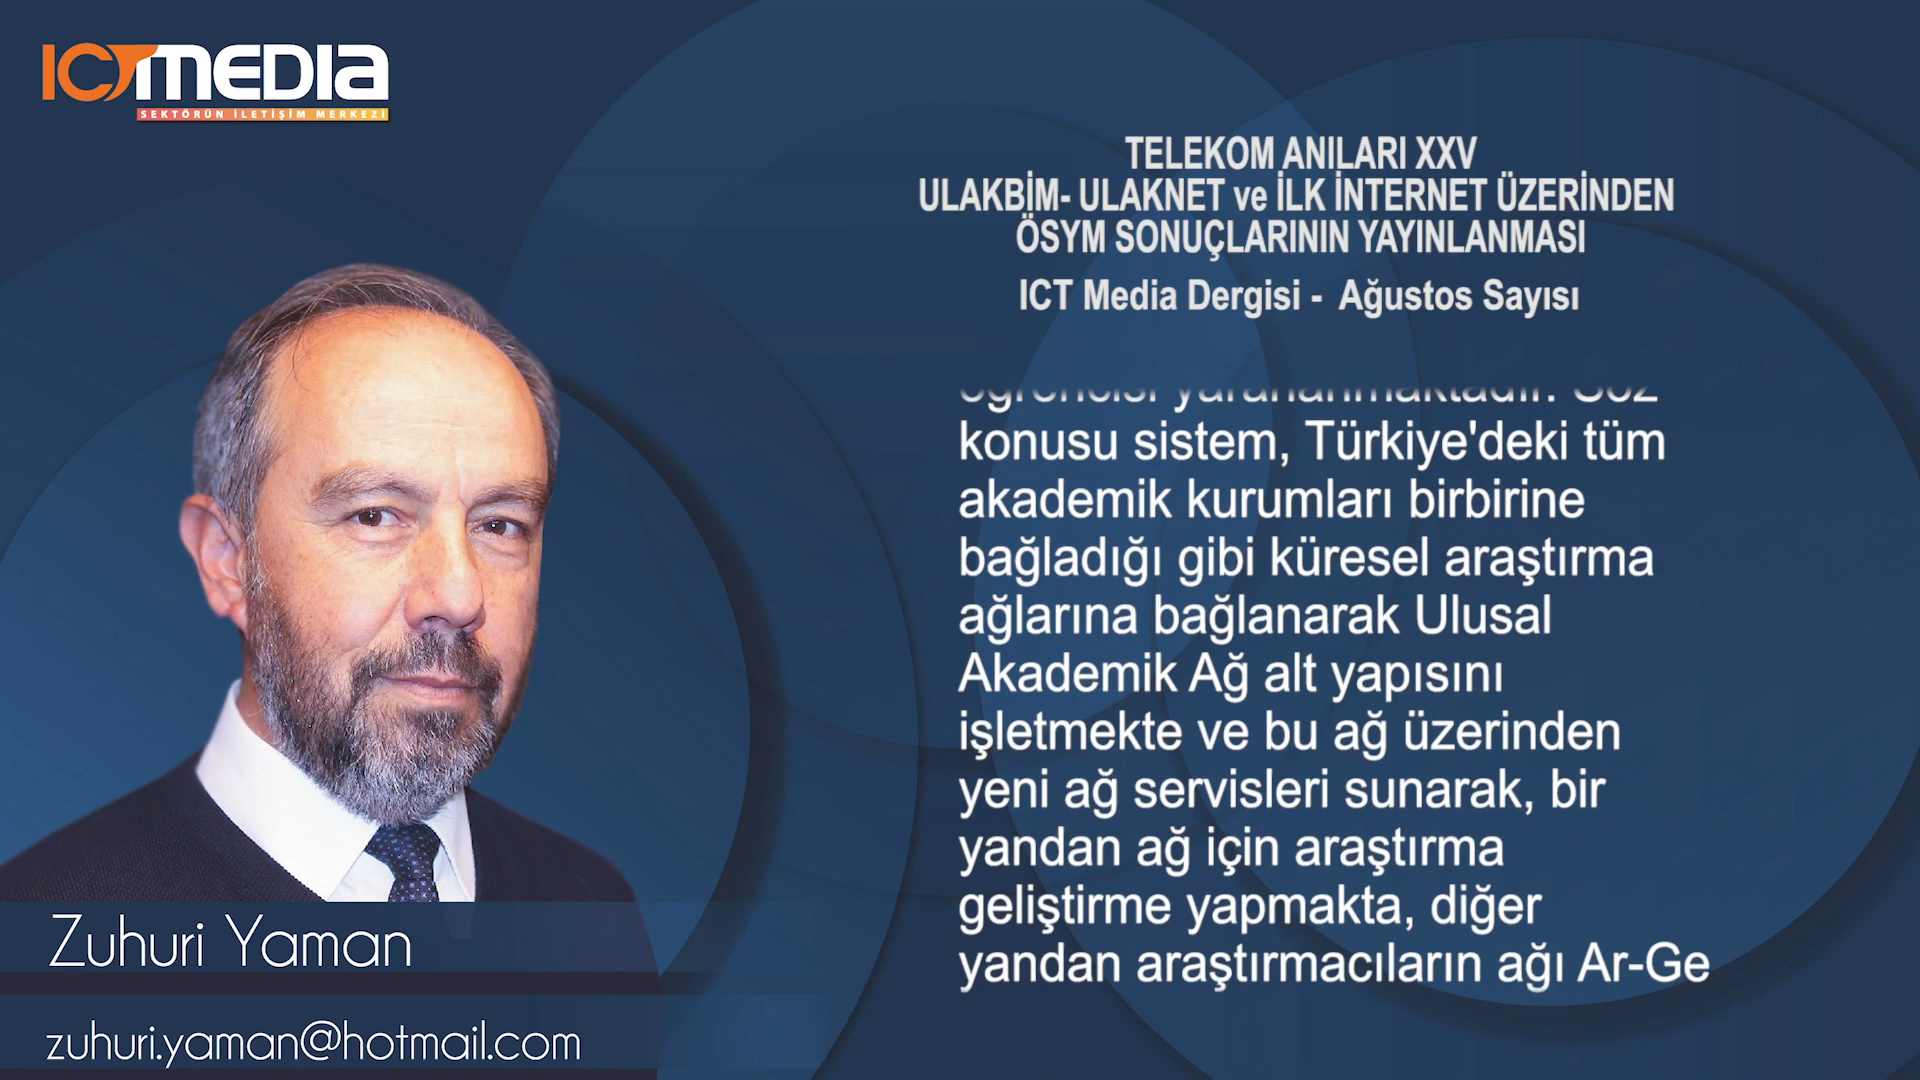 ICTMEDIA
SEKTÖRÜN İLETİŞİM MERKEZİ
TELEKOM ANILARI XXV
ULAKBİM- ULAKNET ve İLK İNTERNET ÜZERİNDEN
ÖSYM SONUÇLARININ YAYINLANMASI
ICT Media Dergisi - Ağustos Sayısı
öğrencisi yararlanmaktadır. Söz
konusu sistem, Türkiye'deki tüm
akademik kurumları birbirine
bağladığı gibi küresel araştırma
ağlarına bağlanarak Ulusal
Akademik Ağ alt yapısını
işletmekte ve bu ağ üzerinden
yeni ağ servisleri sunarak, bir
yandan ağ için araştırma
geliştirme yapmakta, diğer
yandan araştırmacıların ağı Ar-Ge
Zuhuri Yaman
zuhuri.yaman@hotmail.com